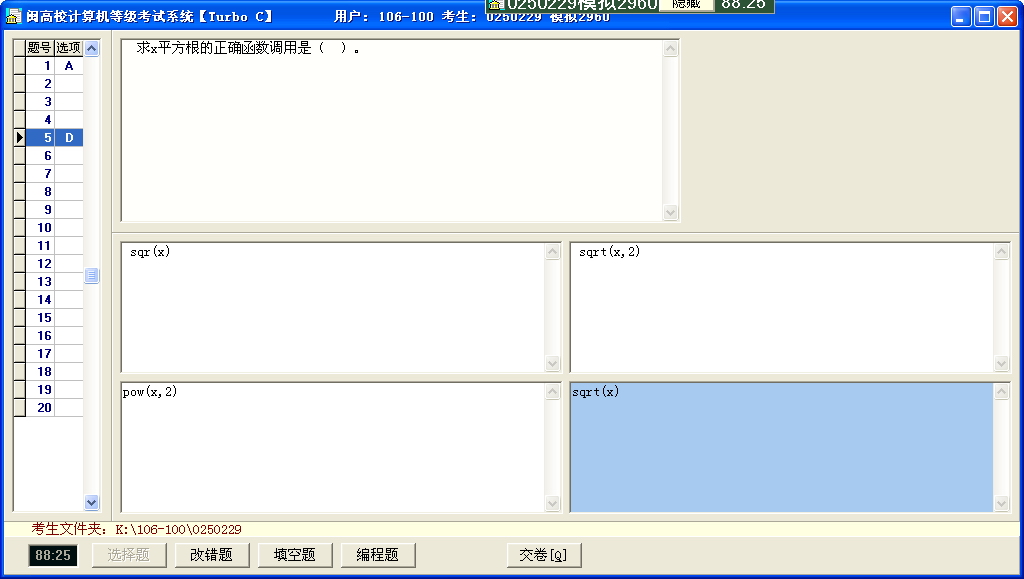 0250229模拟2960 隐藏 88:25
闽高校计算机等级考试系统【Turbo C】 用户：106-100 考生：0250229 模拟2960
题号 选项
1 A
2
3
4
5 D
6
7
8
9
10
11
12
13
14
15
16
17
18
19
20
求x平方根的正确函数调用是（ ）。
sqr(x)
sqrt(x,2)
pow(x,2)
sqrt(x)
考生文件夹：K:\106-100\0250229
88:25 选择题 改错题 填空题 编程题 交卷[Q]